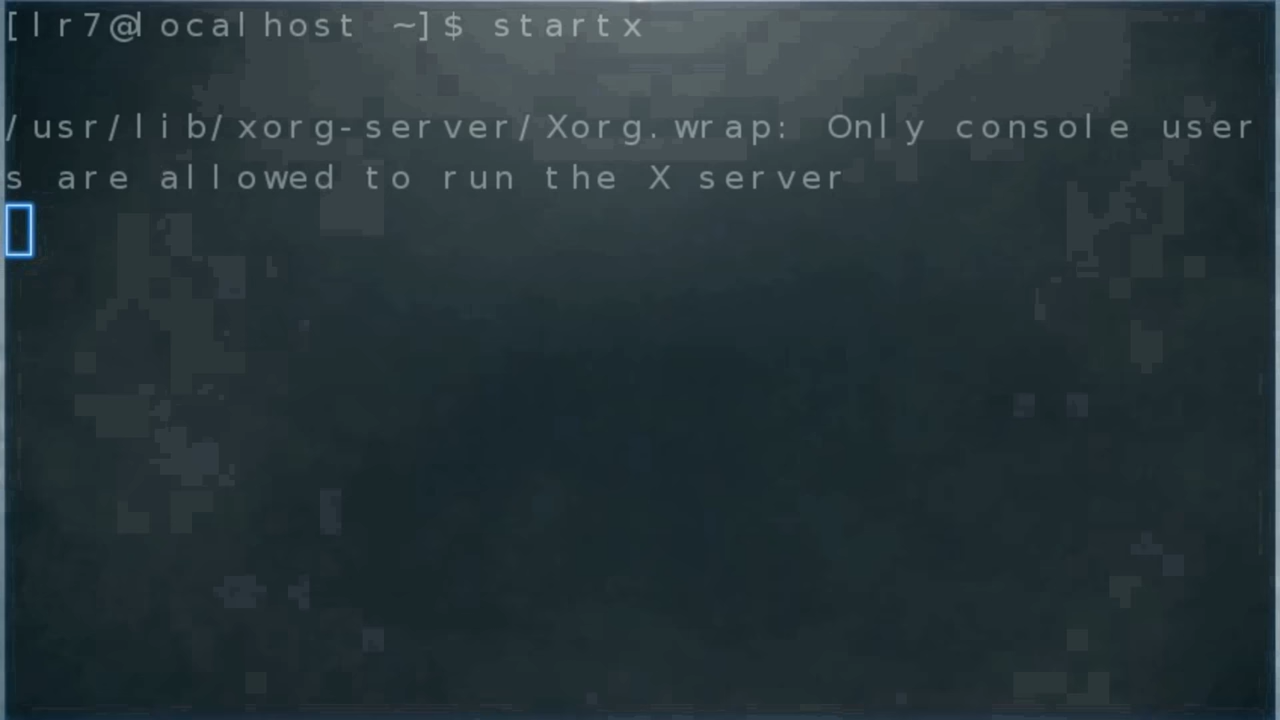 [lr7@localhost ~]$ startx
/usr/lib/xorg-server/Xorg.wrap: Only console user
s are allowed to run the X server